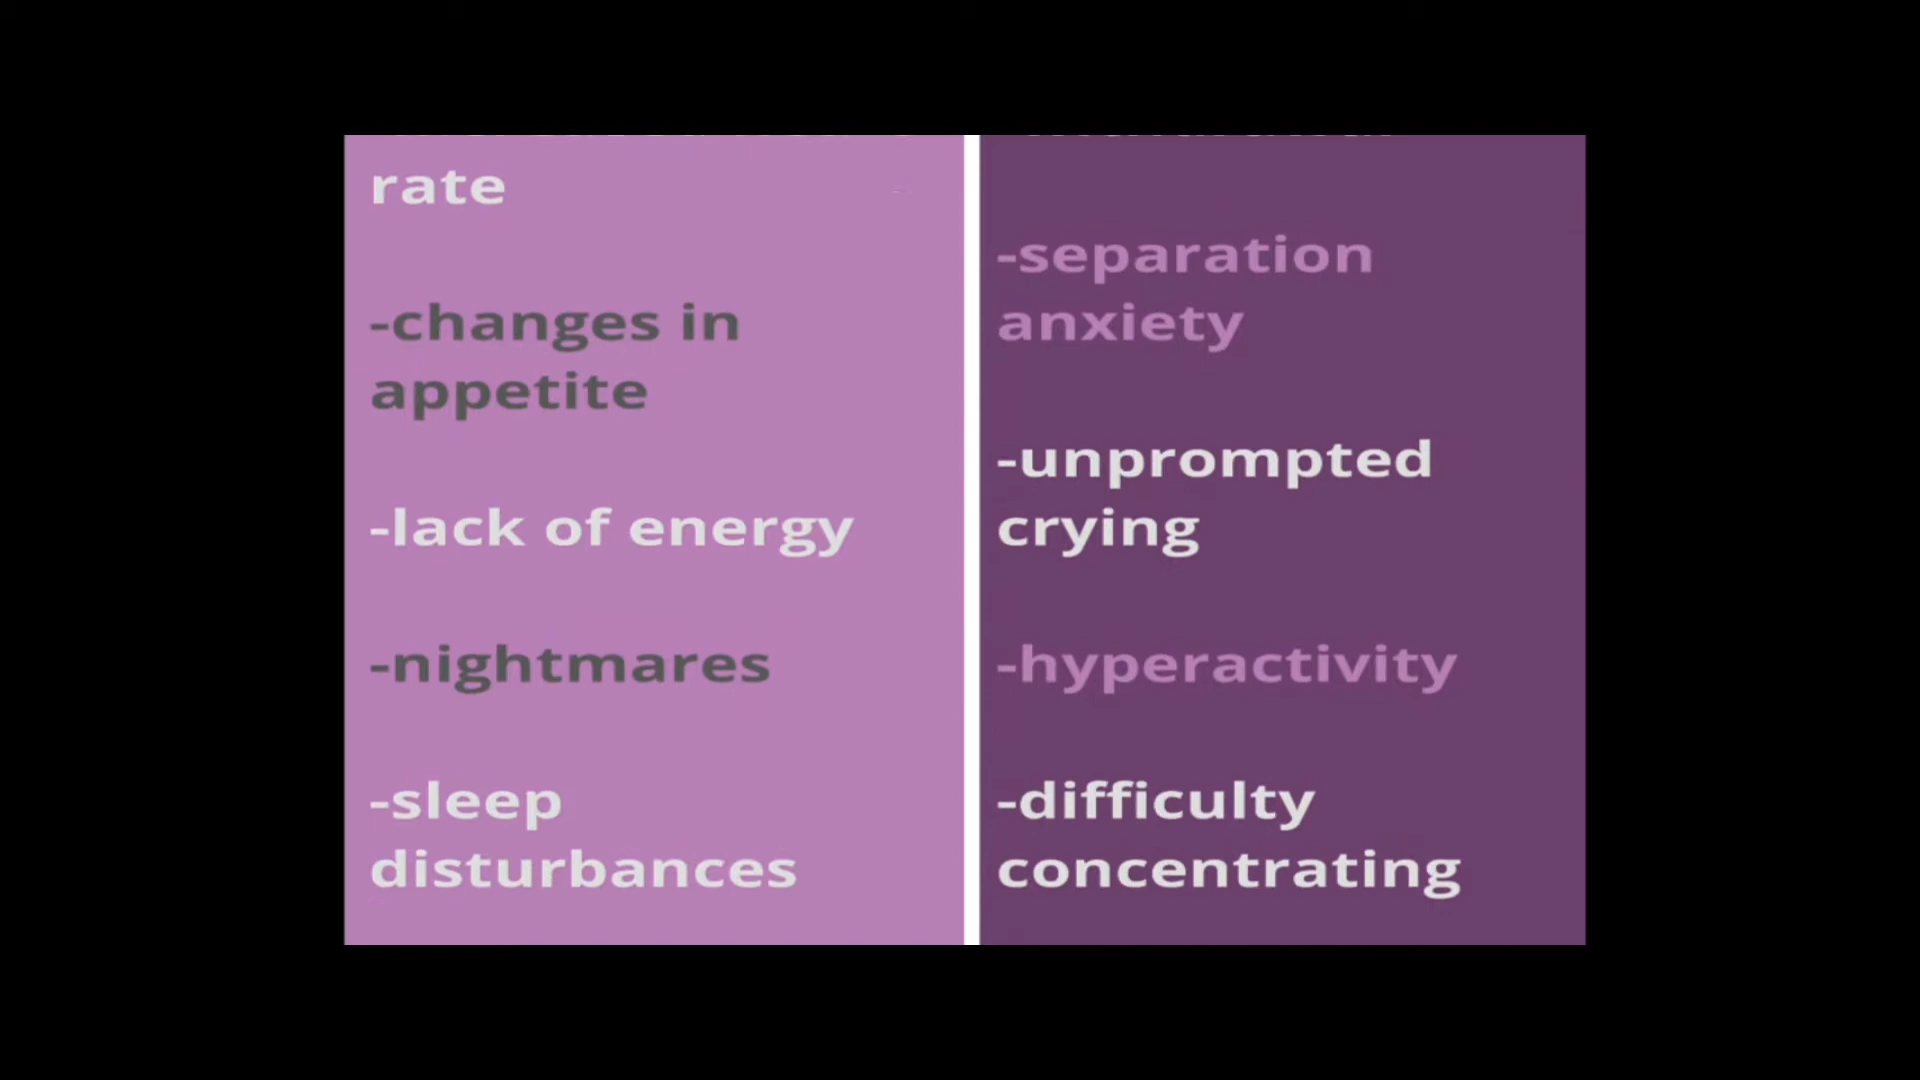 rate
-changes in
appetite
-lack of energy
-nightmares
-sleep
disturbances
-separation
anxiety
-unprompted
crying
-hyperactivity
-difficulty
concentrating